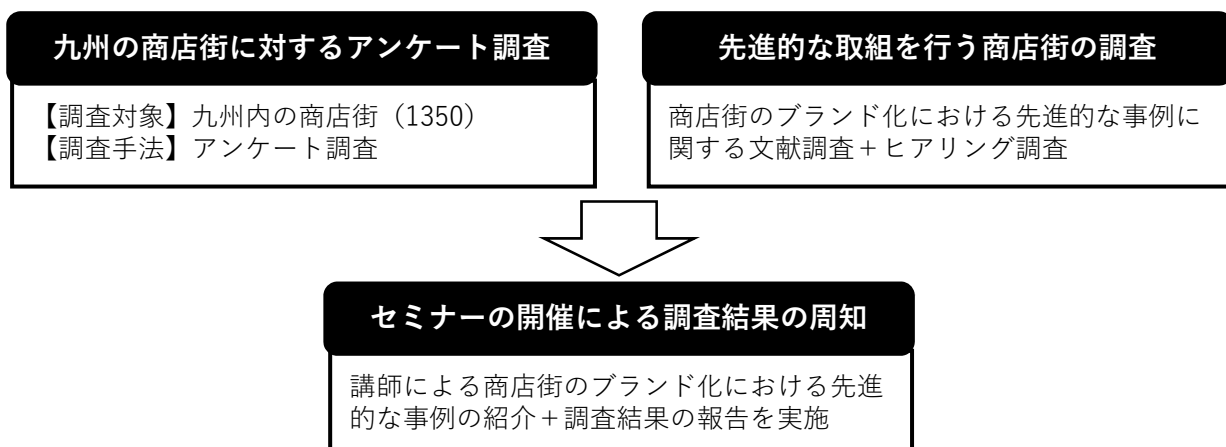 九州の商店街に対するアンケート調査
【調査対象】九州内の商店街（1350）
【調査手法】アンケート調査
先進的な取組を行う商店街の調査
商店街のブランド化における先進的な事例に
関する文献調査＋ヒアリング調査
セミナーの開催による調査結果の周知
講師による商店街のブランド化における先進
的な事例の紹介＋調査結果の報告を実施